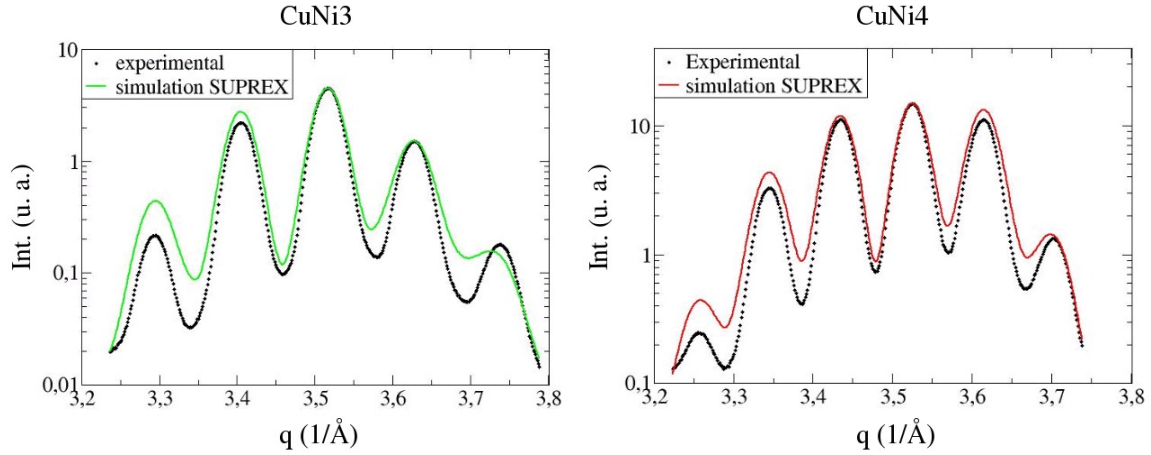 CuNi3
CuNi4
experimental
simulation SUPREX
Experimental
simulation SUPREX
Int. (u. a.)
10
1
0,1
0,01
3,2 3,3 3,4 3,5 3,6 3,7 3,8
q (1/Å)
Int. (u. a.)
10
1
0,1
3,2 3,3 3,4 3,5 3,6 3,7 3,8
q (1/Å)